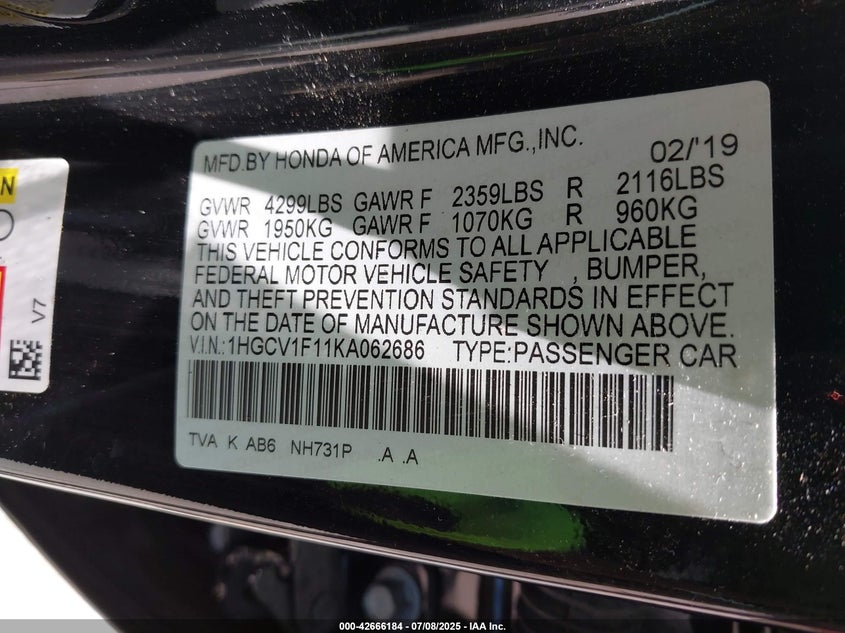 MFD.BY HONDA OF AMERICA MFG.,INC. 02/'19
GVWR 4299LBS GAWR F 2359LBS R 2116LBS
GVWR 1950KG GAWR F 1070KG R 960KG
THIS VEHICLE CONFORMS TO ALL APPLICABLE
FEDERAL MOTOR VEHICLE SAFETY , BUMPER,
AND THEFT PREVENTION STANDARDS IN EFFECT
ON THE DATE OF MANUFACTURE SHOWN ABOVE.
V.I.N.:1HGCV1F11KA062686 TYPE:PASSENGER CAR
TVA K AB6 NH731P .A .A
V7
000-42666184 - 07/08/2025 - IAA Inc.